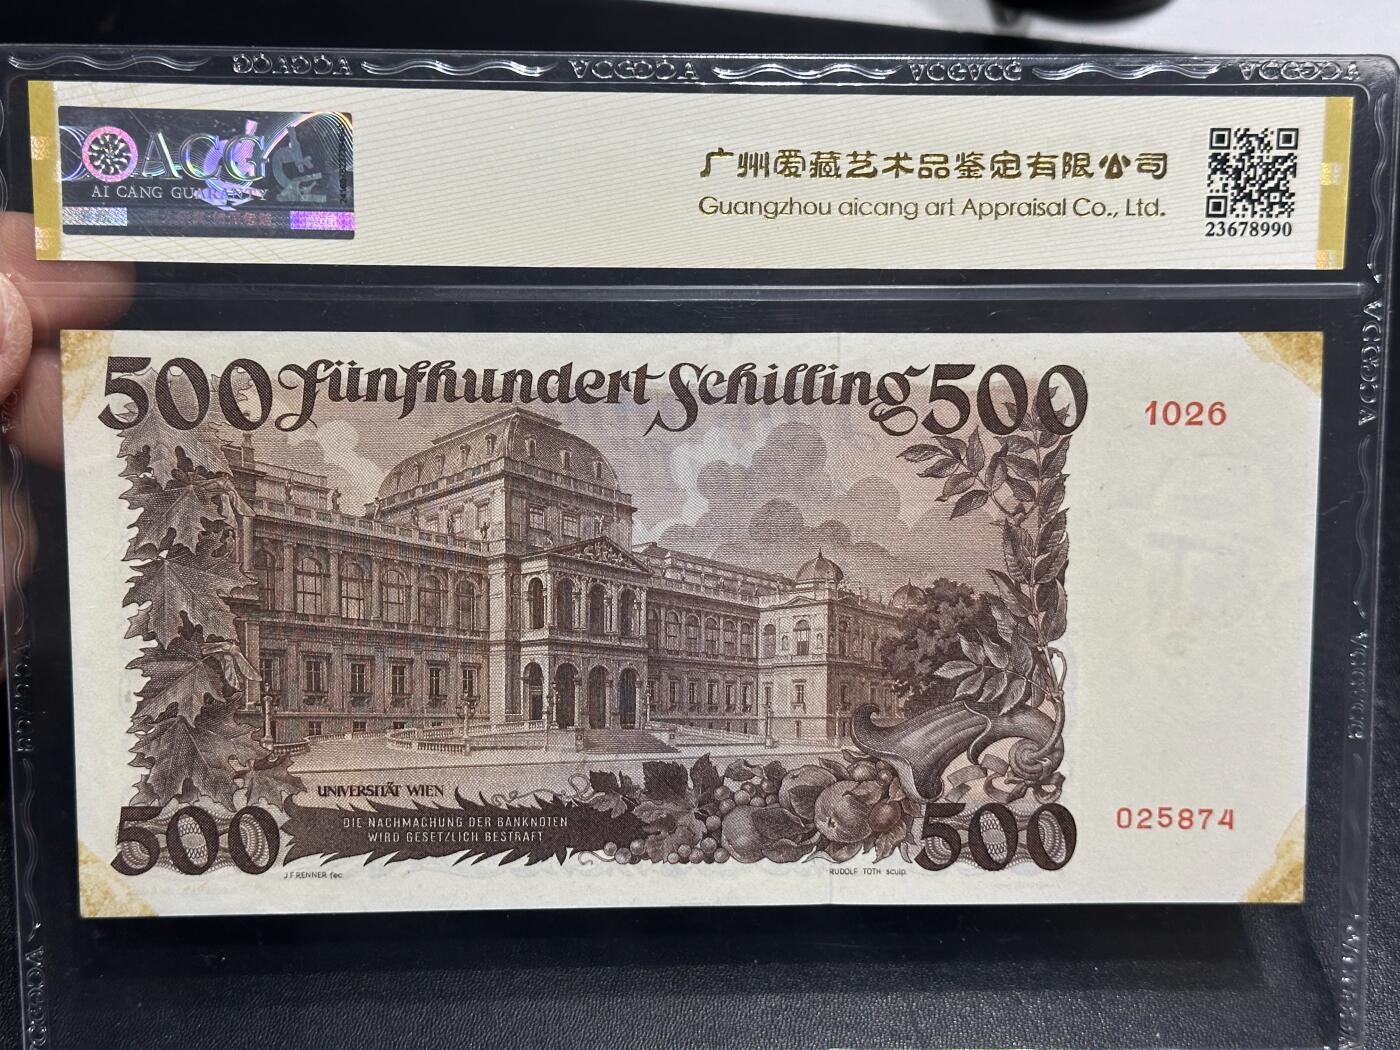 ACG
AI CANG GUARANTY
广州爱藏艺术品鉴定有限公司
Guangzhou aicang art Appraisal Co., Ltd.
23678990
500 Fünfhundert Schilling 500
1026
UNIVERSITÄT WIEN
DIE NACHMACHUNG DER BANKNOTEN
WIRD GESETZLICH BESTRAFT
500 500
025874
J.F.RENNER fec.
RUDOLF TOTH sculp.